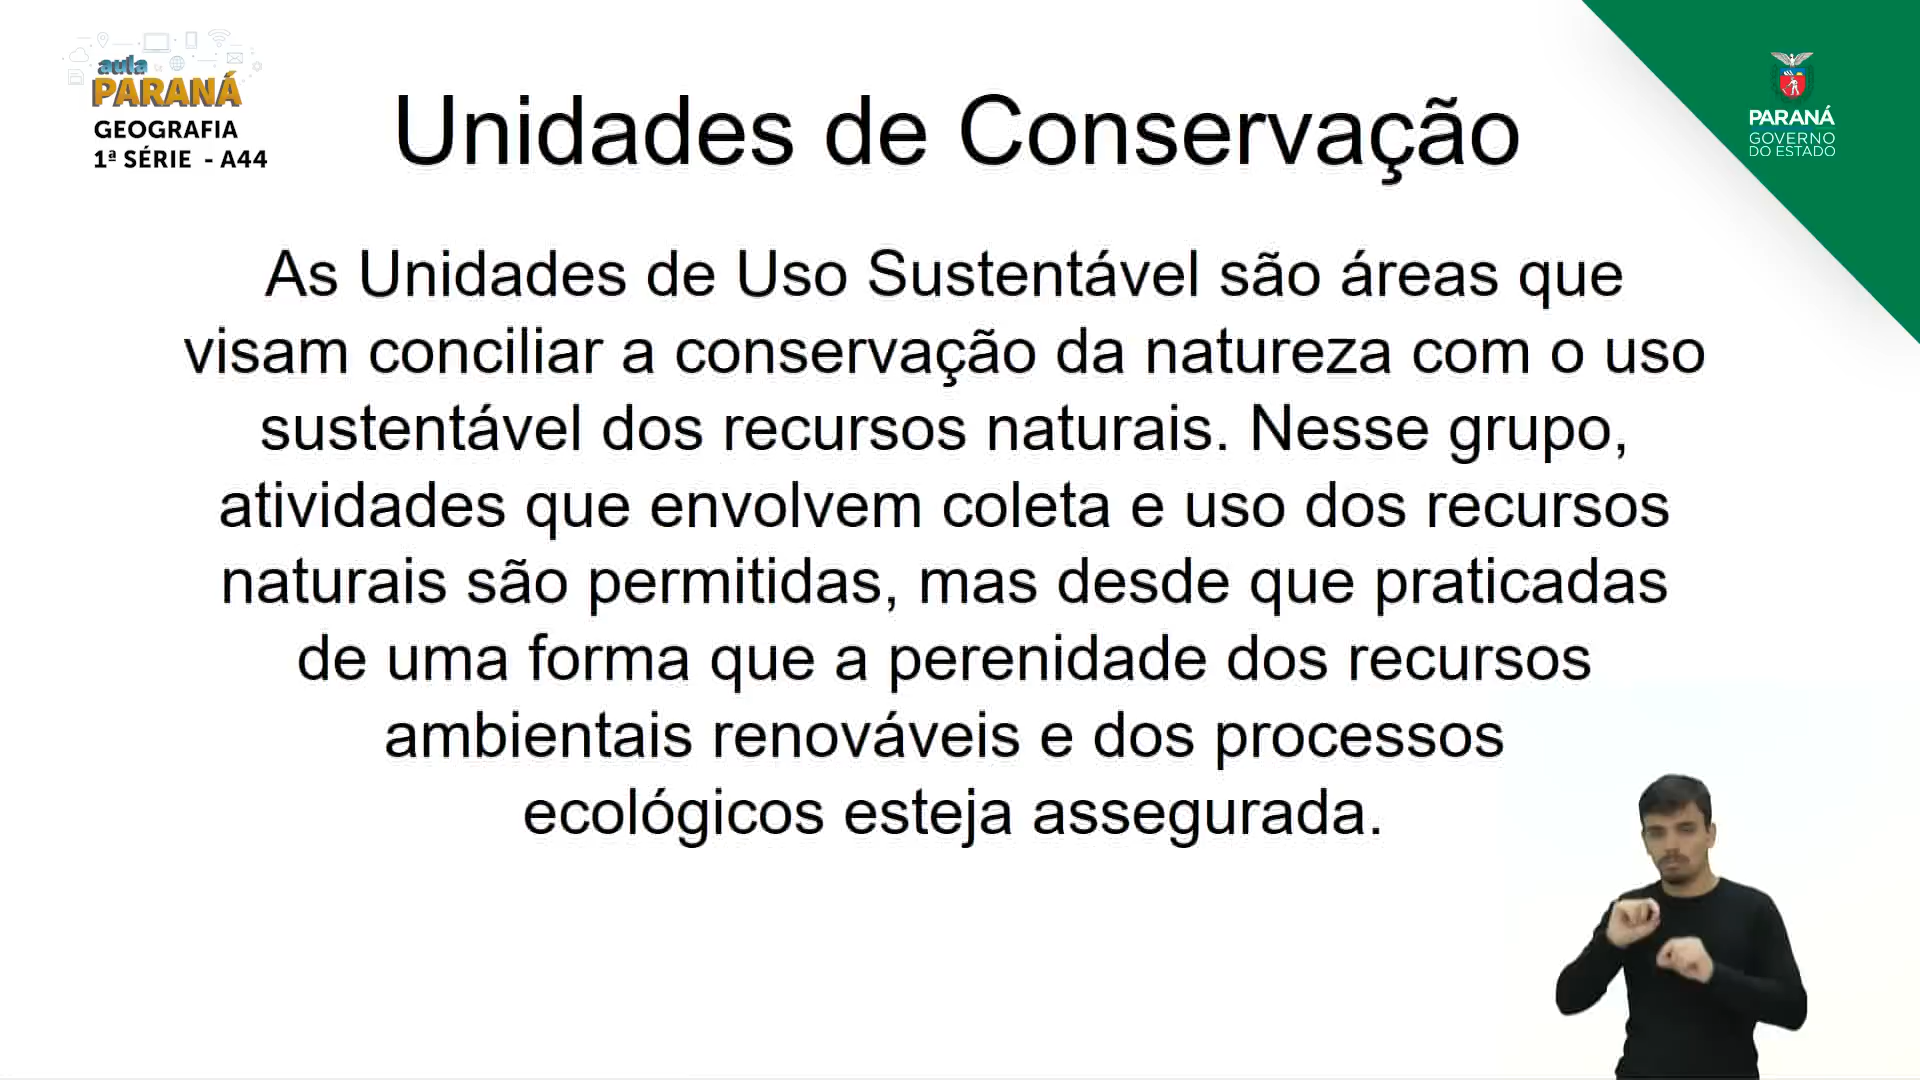 aula
PARANÁ
GEOGRAFIA
1ª SÉRIE - A44
PARANÁ
GOVERNO
DO ESTADO
Unidades de Conservação
As Unidades de Uso Sustentável são áreas que
visam conciliar a conservação da natureza com o uso
sustentável dos recursos naturais. Nesse grupo,
atividades que envolvem coleta e uso dos recursos
naturais são permitidas, mas desde que praticadas
de uma forma que a perenidade dos recursos
ambientais renováveis e dos processos
ecológicos esteja assegurada.